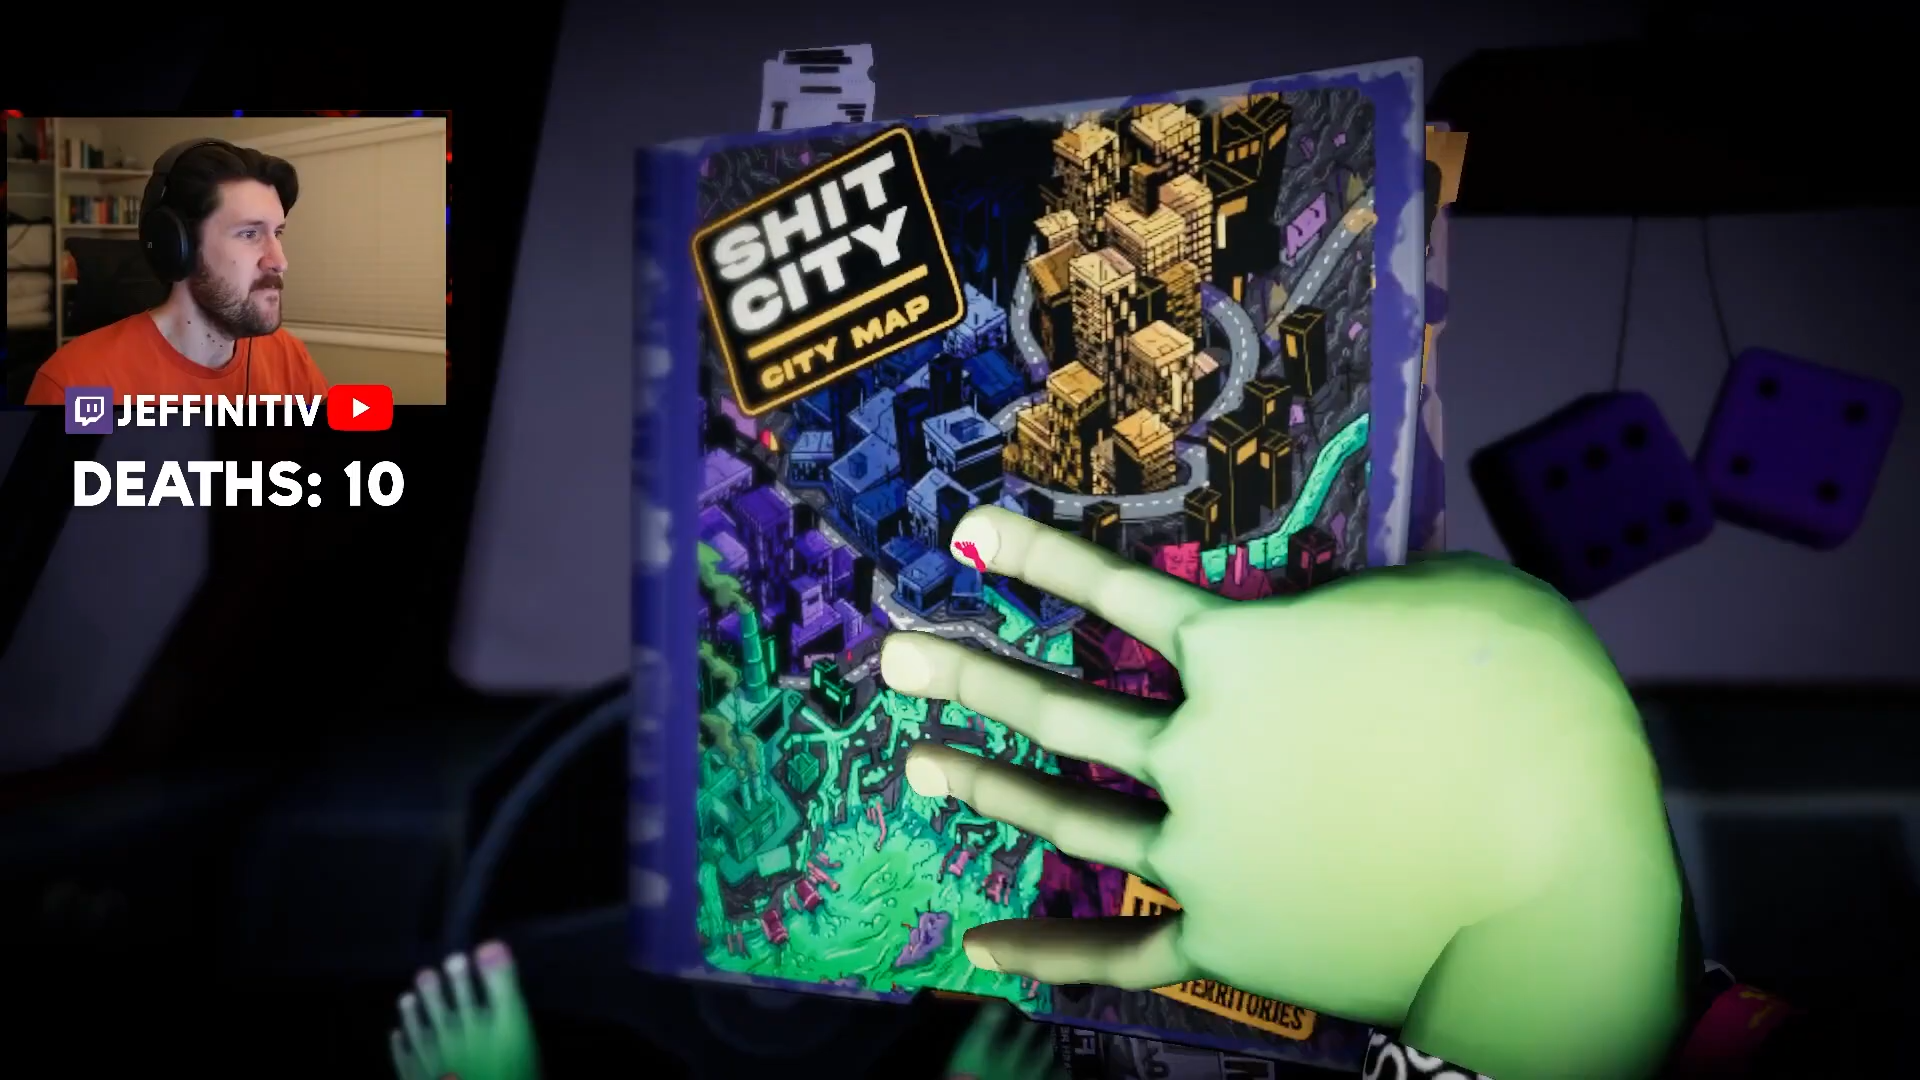 SHIT
CITY
CITY MAP
JEFFINITIV
DEATHS: 10
TERRITORIES